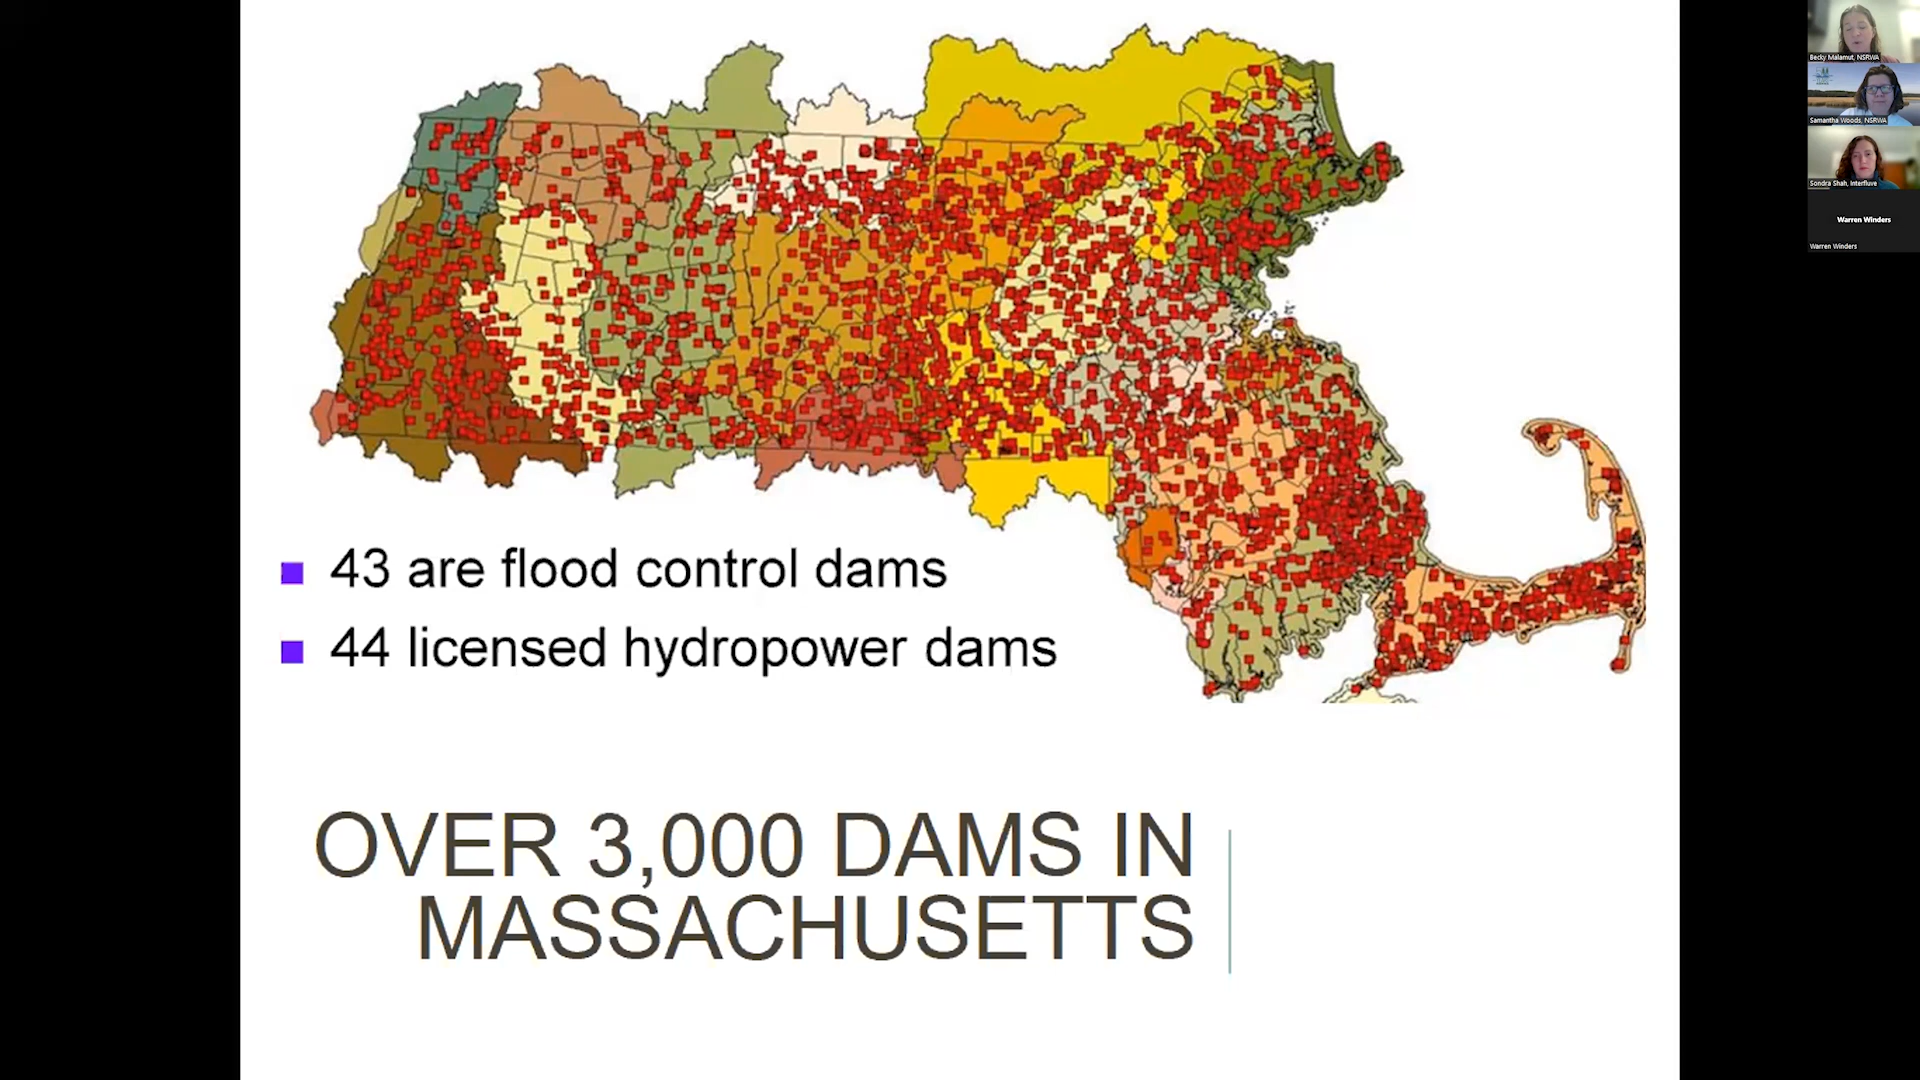 43 are flood control dams
44 licensed hydropower dams
OVER 3,000 DAMS IN
MASSACHUSETTS
Becky Malamut, NSRWA
Samantha Woods, NSRWA
Sondra Shah, Interfluve
Warren Winders
Warren Winders